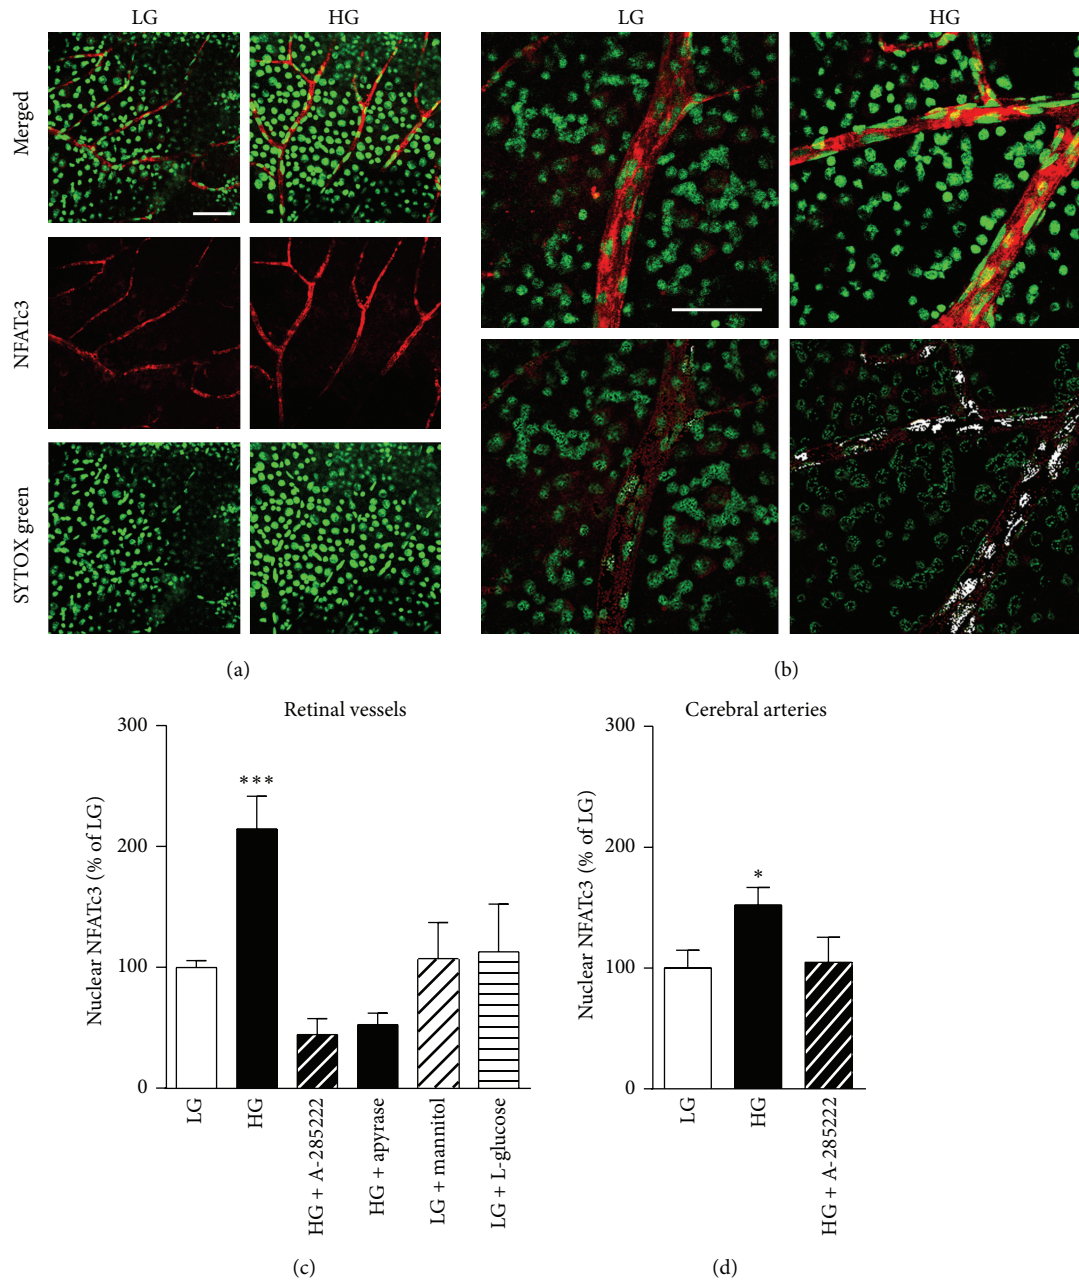 LG
HG
Merged
NFATc3
SYTOX green
(a)
LG
HG
(b)
Retinal vessels
Nuclear NFATc3 (% of LG)
300
200
100
0
***
LG
HG
HG + A-285222
HG + apyrase
LG + mannitol
LG + L-glucose
(c)
Cerebral arteries
Nuclear NFATc3 (% of LG)
300
200
100
0
*
LG
HG
HG + A-285222
(d)